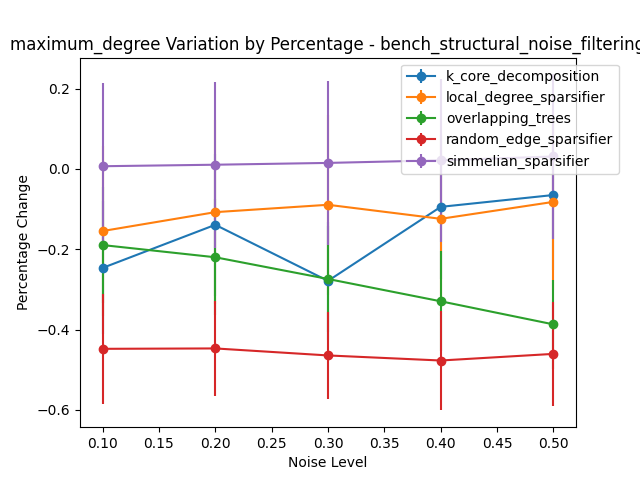 maximum_degree Variation by Percentage - bench_structural_noise_filtering
k_core_decomposition
local_degree_sparsifier
overlapping_trees
random_edge_sparsifier
simmelian_sparsifier
Percentage Change
0.2
0.0
−0.2
−0.4
−0.6
0.10 0.15 0.20 0.25 0.30 0.35 0.40 0.45 0.50
Noise Level